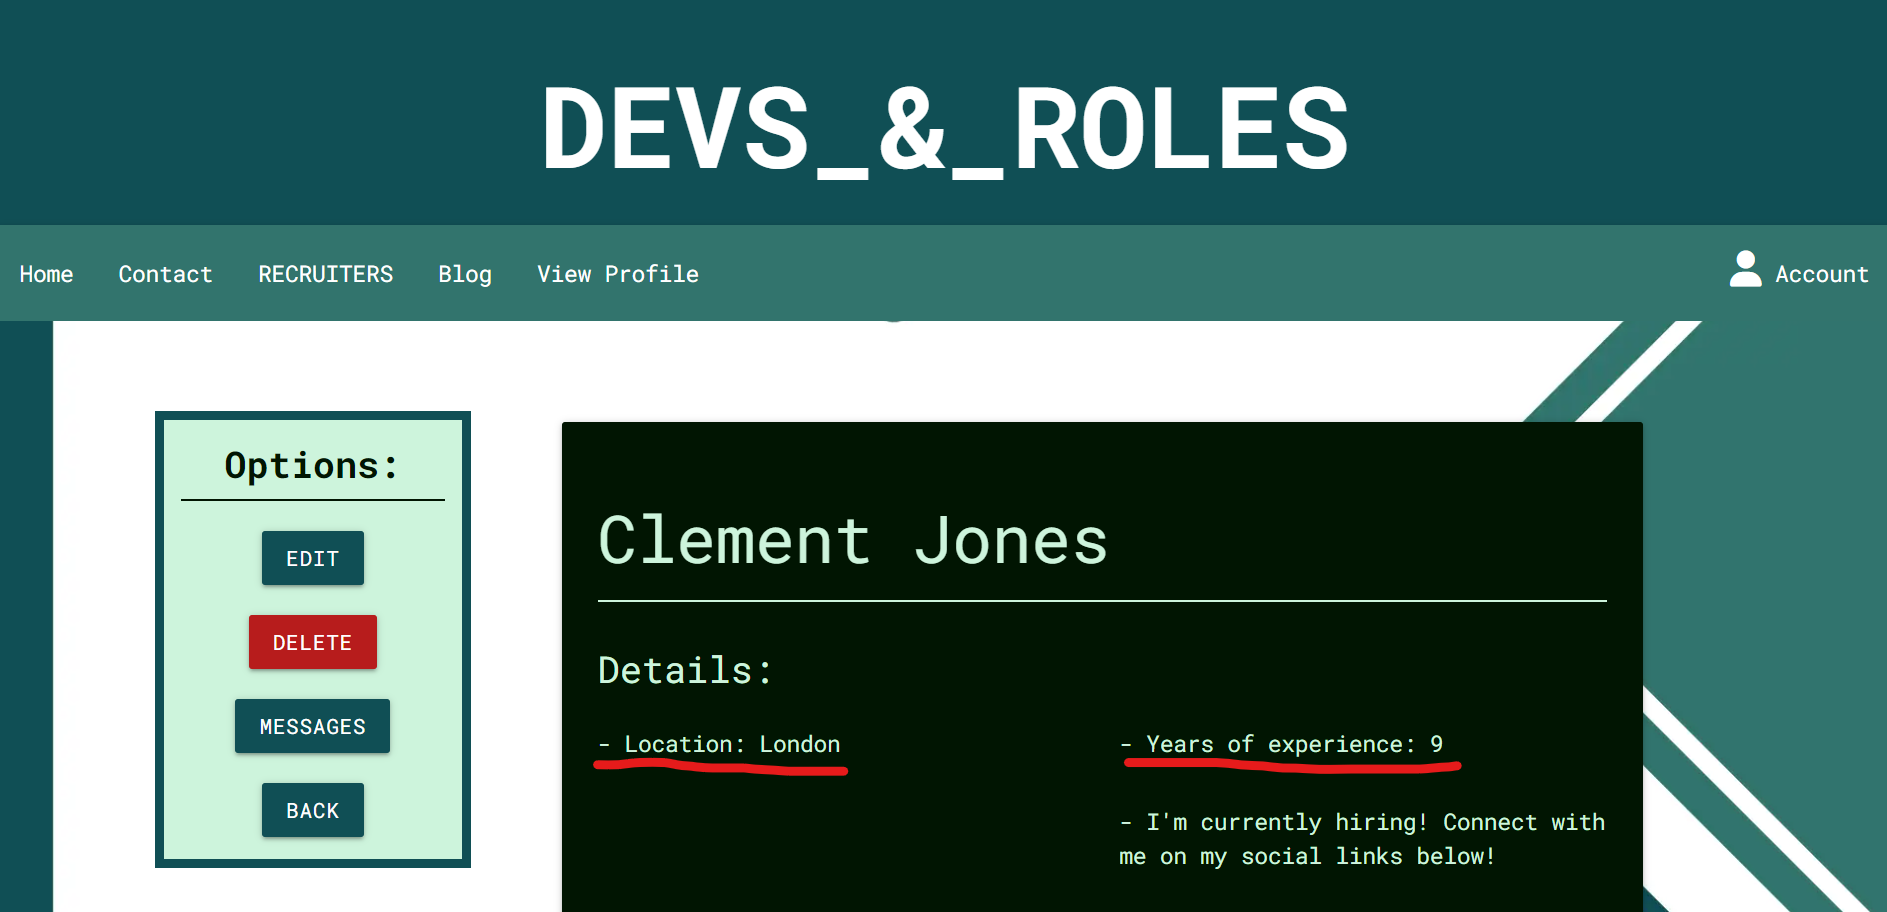 DEVS_&_ROLES
Home Contact RECRUITERS Blog View Profile Account
Options:
EDIT
DELETE
MESSAGES
BACK
Clement Jones
Details:
- Location: London
- Years of experience: 9
- I'm currently hiring! Connect with
me on my social links below!